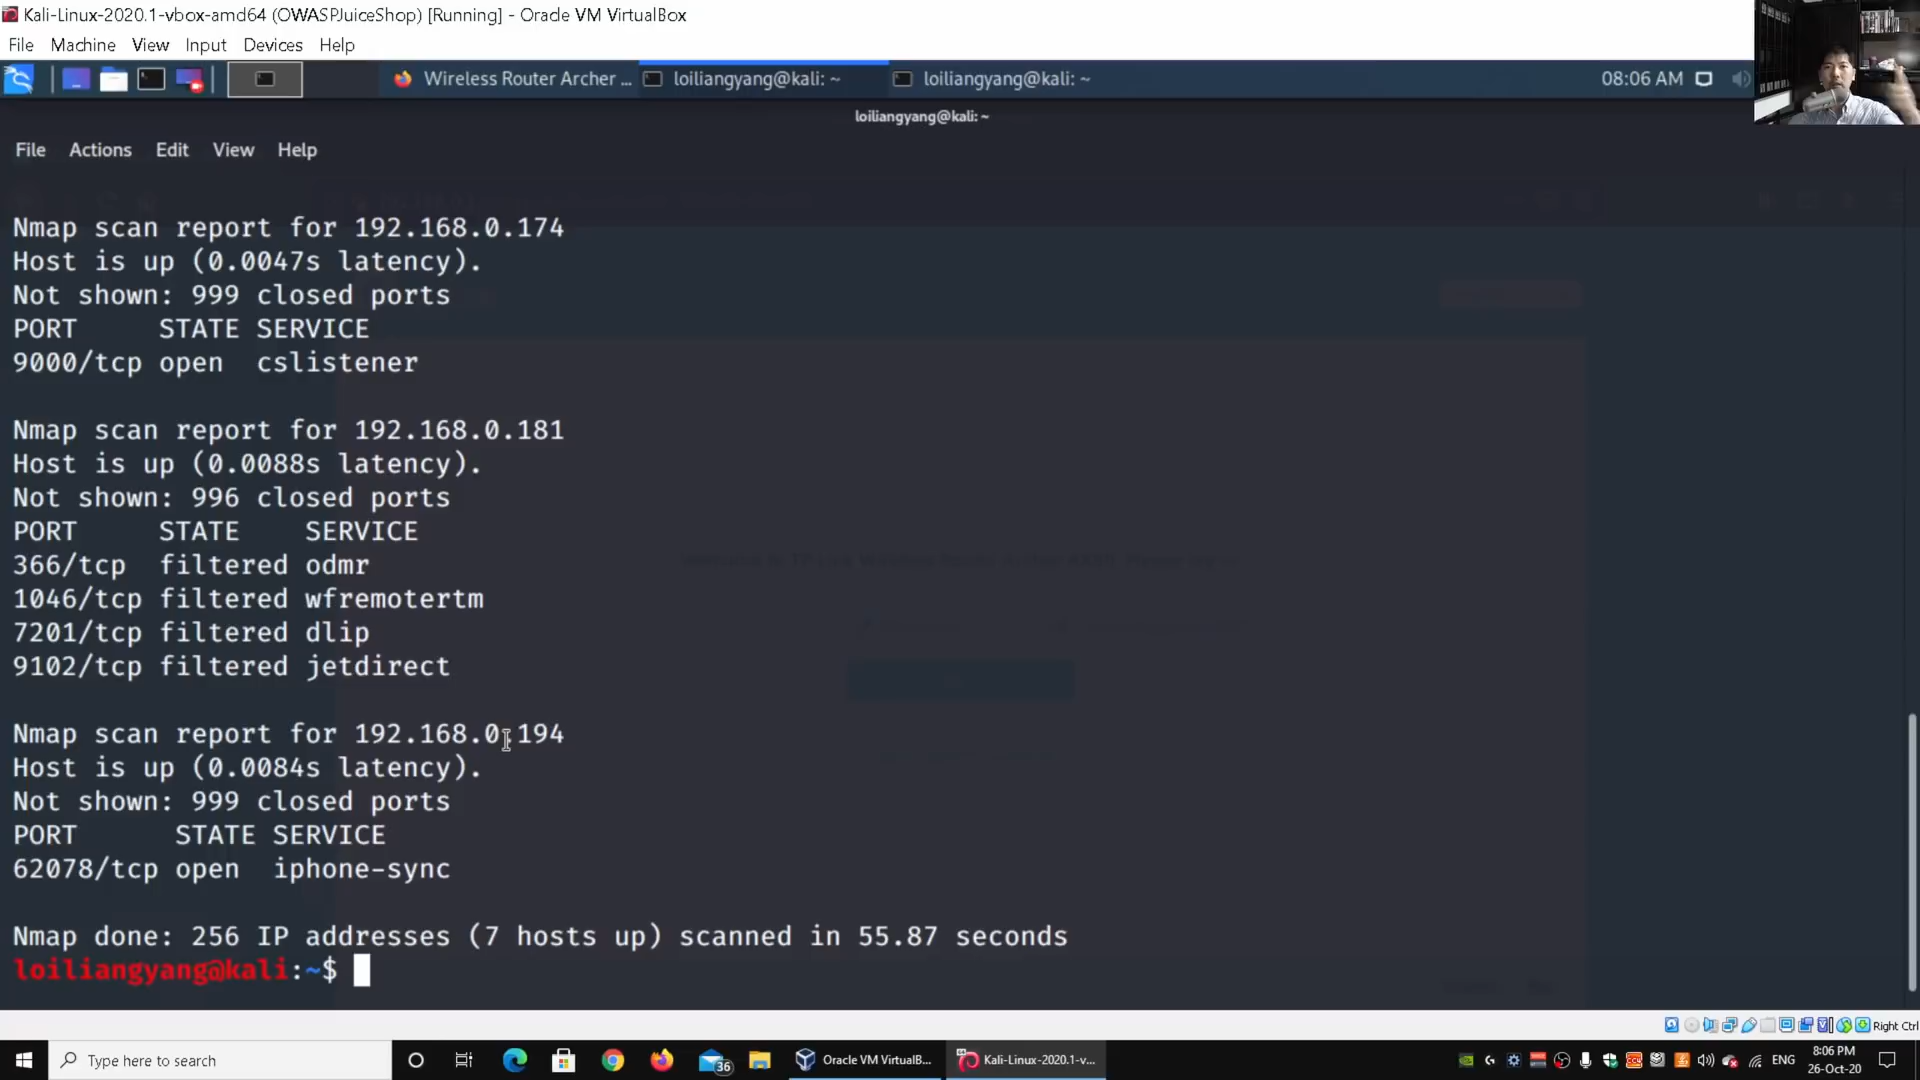 Kali-Linux-2020.1-vbox-amd64 (OWASPJuiceShop) [Running] - Oracle VM VirtualBox
File Machine View Input Devices Help
Wireless Router Archer ... loiliangyang@kali: ~ loiliangyang@kali: ~ 08:06 AM
loiliangyang@kali: ~
File Actions Edit View Help
Nmap scan report for 192.168.0.174
Host is up (0.0047s latency).
Not shown: 999 closed ports
PORT STATE SERVICE
9000/tcp open cslistener
Nmap scan report for 192.168.0.181
Host is up (0.0088s latency).
Not shown: 996 closed ports
PORT STATE SERVICE
366/tcp filtered odmr
1046/tcp filtered wfremotertm
7201/tcp filtered dlip
9102/tcp filtered jetdirect
Nmap scan report for 192.168.0.194
Host is up (0.0084s latency).
Not shown: 999 closed ports
PORT STATE SERVICE
62078/tcp open iphone-sync
Nmap done: 256 IP addresses (7 hosts up) scanned in 55.87 seconds
loiliangyang@kali:~$
Right Ctrl
Type here to search 36 Oracle VM VirtualB... Kali-Linux-2020.1-v... ENG 8:06 PM
26-Oct-20